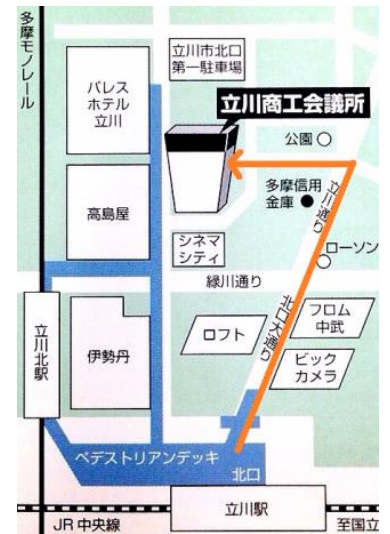 多摩モノレール
パレス
ホテル
立川
立川市北口
第一駐車場
立川商工会議所
公園
多摩信用
金庫
立川通り
高島屋
シネマ
シティ
ローソン
緑川通り
立川北駅
伊勢丹
ロフト
北口大通り
フロム
中武
ビック
カメラ
ペデストリアンデッキ
北口
立川駅
JR中央線
至国立